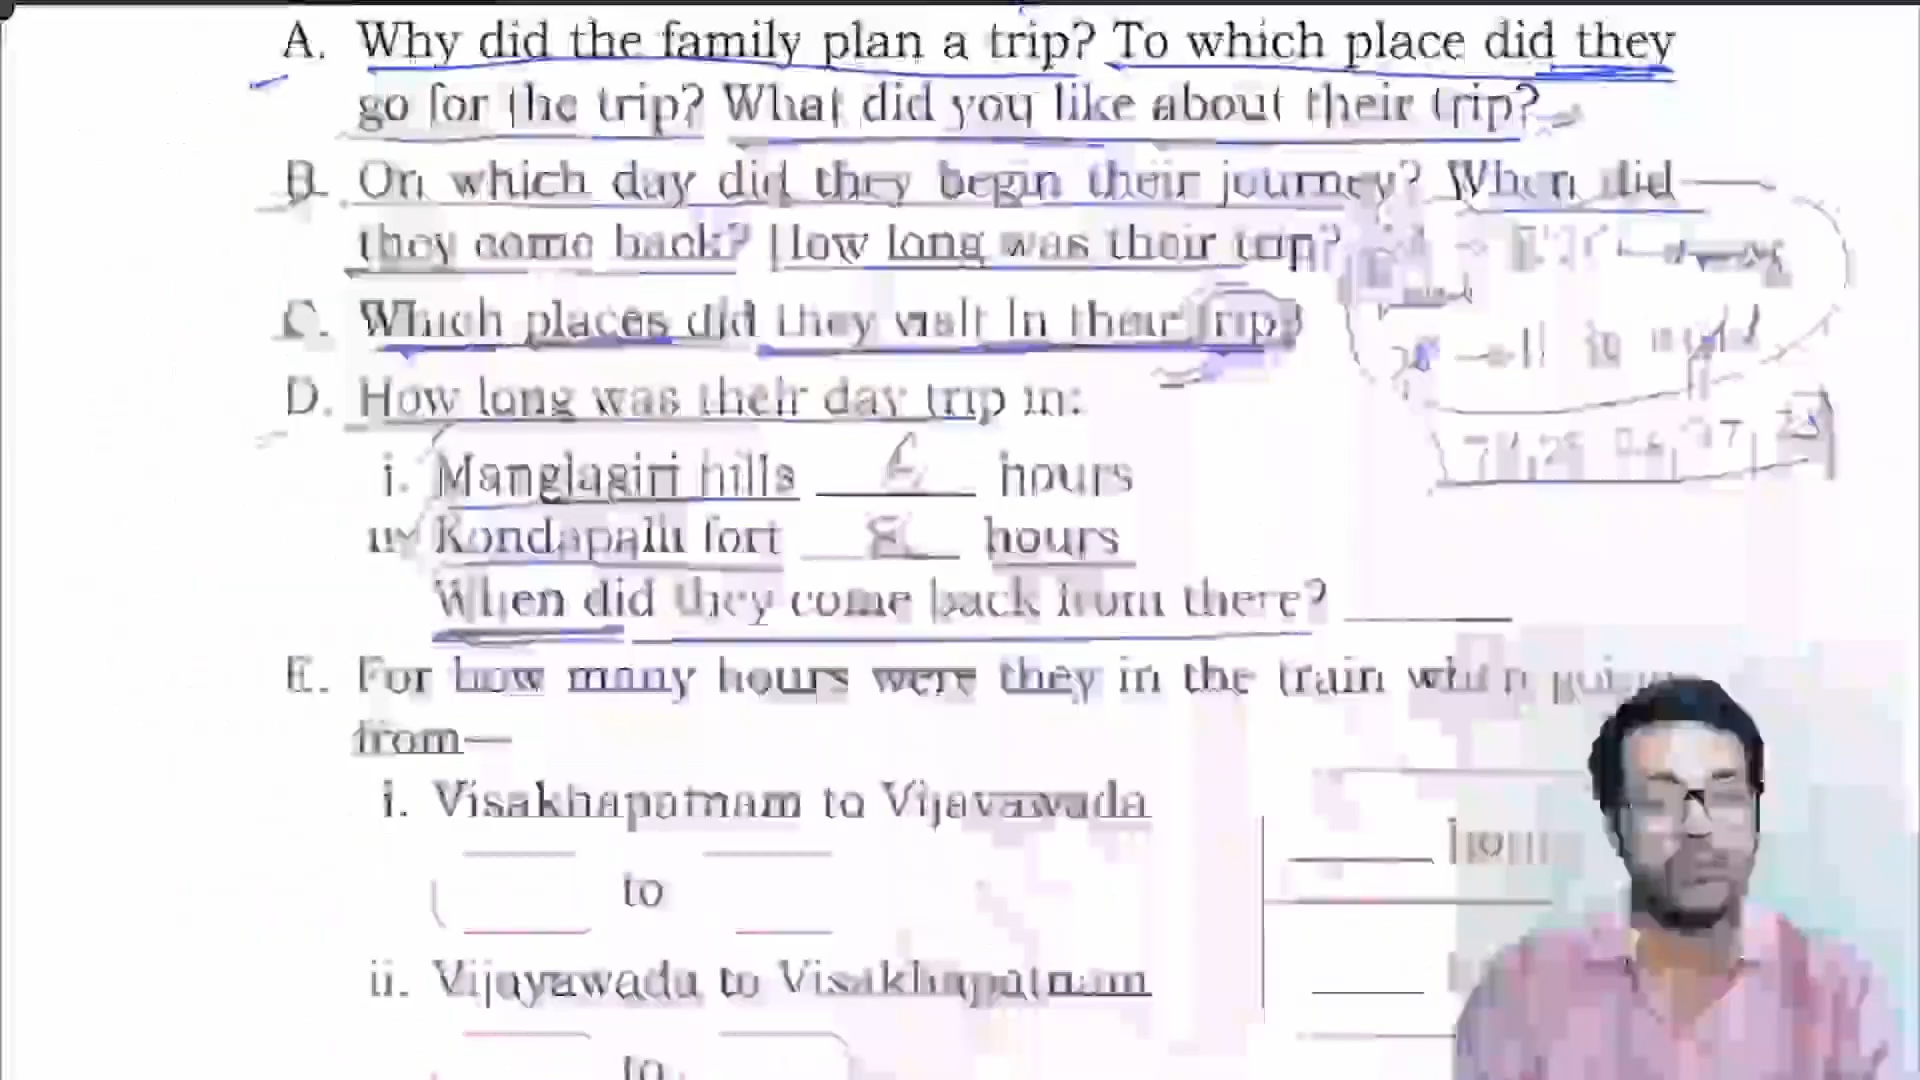 A. Why did the family plan a trip? To which place did they
go for the trip? What did you like about their trip?
B. On which day did they begin their journey? When did
they come back? How long was their trip?
C. Which places did they visit in their trip?
D. How long was their day trip in:
i. Manglagiri hills 6 hours
ii. Kondapalli fort 8 hours
When did they come back from there?
E. For how many hours were they in the train when going
from—
i. Visakhapatnam to Vijayawada
to
ii. Vijayawada to Visakhapatnam
to